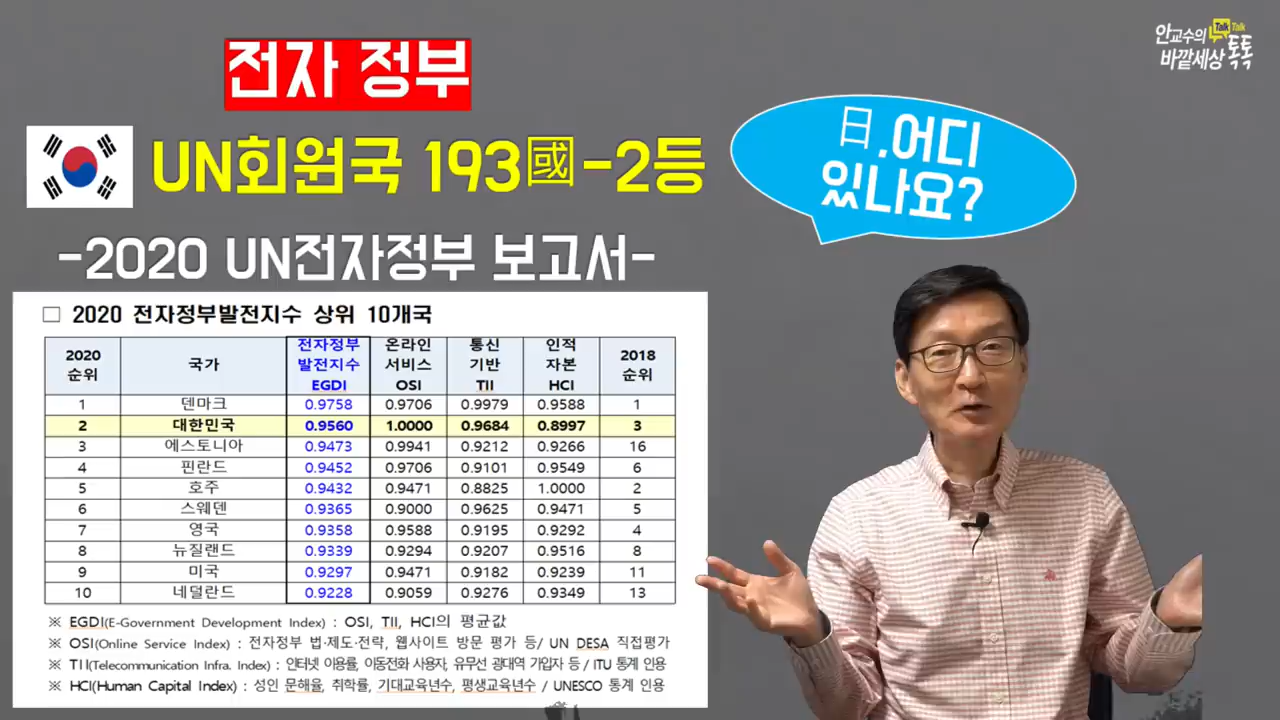 안교수의 Talk Talk
바깥세상 톡톡
전자 정부
UN회원국 193國-2등
日.어디
있나요?
-2020 UN전자정부 보고서-
□ 2020 전자정부발전지수 상위 10개국
2020 순위 국가 전자정부 발전지수 EGDI 온라인 서비스 OSI 통신 기반 TII 인적 자본 HCI 2018 순위
1 덴마크 0.9758 0.9706 0.9979 0.9588 1
2 대한민국 0.9560 1.0000 0.9684 0.8997 3
3 에스토니아 0.9473 0.9941 0.9212 0.9266 16
4 핀란드 0.9452 0.9706 0.9101 0.9549 6
5 호주 0.9432 0.9471 0.8825 1.0000 2
6 스웨덴 0.9365 0.9000 0.9625 0.9471 5
7 영국 0.9358 0.9588 0.9195 0.9292 4
8 뉴질랜드 0.9339 0.9294 0.9207 0.9516 8
9 미국 0.9297 0.9471 0.9182 0.9239 11
10 네덜란드 0.9228 0.9059 0.9276 0.9349 13
※ EGDI(E-Government Development Index) : OSI, TII, HCI의 평균값
※ OSI(Online Service Index) : 전자정부 법·제도·전략, 웹사이트 방문 평가 등/ UN DESA 직접평가
※ TII(Telecommunication Infra. Index) : 인터넷 이용률, 이동전화 사용자, 유무선 광대역 가입자 등 / ITU 통계 인용
※ HCI(Human Capital Index) : 성인 문해율, 취학률, 기대교육년수, 평생교육년수 / UNESCO 통계 인용